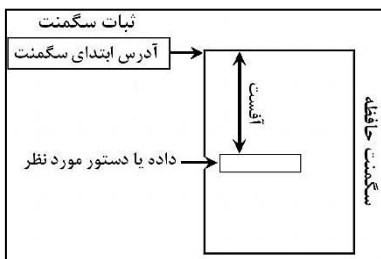 ثبات سگمنت
آدرس ابتدای سگمنت
آفست
سگمنت حافظه
داده یا دستور مورد نظر